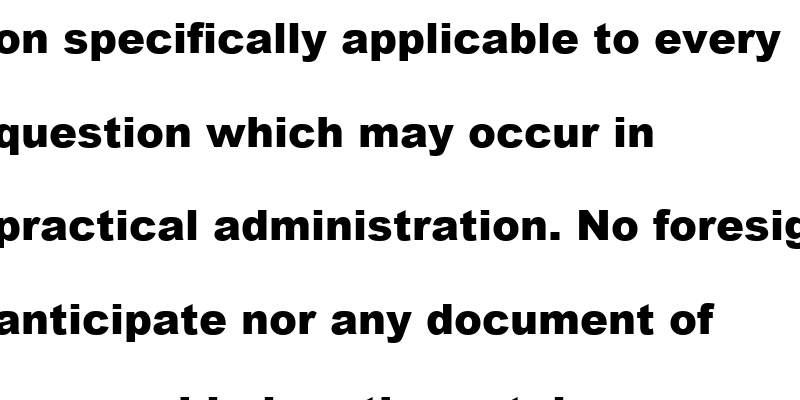 on specifically applicable to every
question which may occur in
practical administration. No foresig
anticipate nor any document of